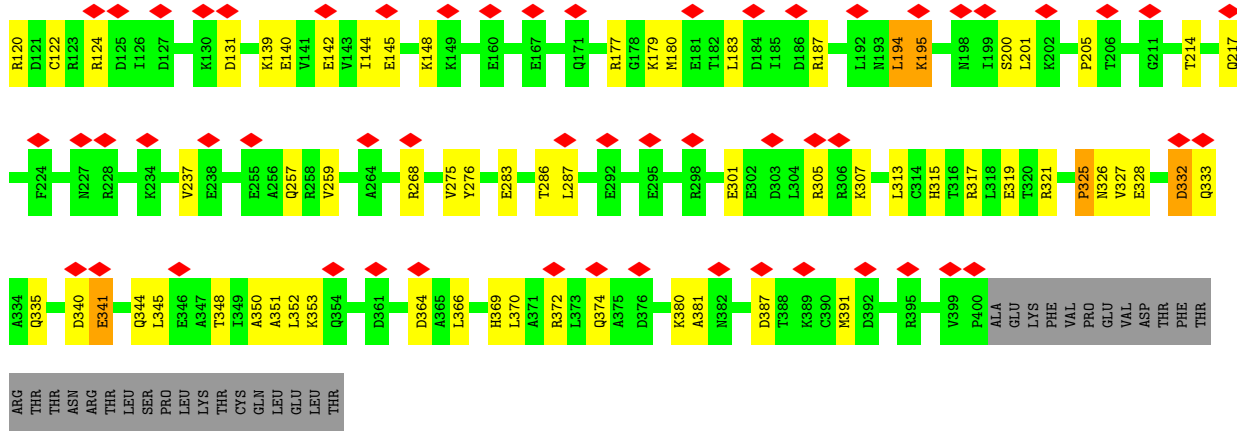 R120 D121 C122 R123 R124 D125 I126 D127 K130 D131 K139 E140 V141 E142 V143 I144 E145 K148 K149 E160 E167 Q171 R177 G178 K179 M180 E181 T182 L183 D184 I185 D186 R187 L192 N193 L194 K195 N198 I199 S200 L201 K202 P205 T206 G211 T214 Q217
F224 N227 R228 K234 V237 E238 E255 A256 Q257 R258 V259 A264 R268 V275 Y276 E283 T286 L287 E292 E295 R298 E301 E302 D303 L304 R305 R306 K307 L313 C314 H315 T316 R317 L318 E319 T320 R321 P325 N326 V327 E328 D332 Q333
A334 Q335 D340 E341 Q344 L345 E346 A347 T348 I349 A350 A351 L352 K353 Q354 D361 D364 A365 L366 H369 L370 A371 R372 L373 Q374 A375 D376 K380 A381 N382 D387 T388 K389 C390 M391 D392 R395 V399 P400 ALA GLU LYS PHE VAL PRO GLU VAL ASP THR PHE THR
ARG THR THR ASN ARG THR LEU SER PRO LEU LYS THR CYS GLN LEU GLU LEU THR